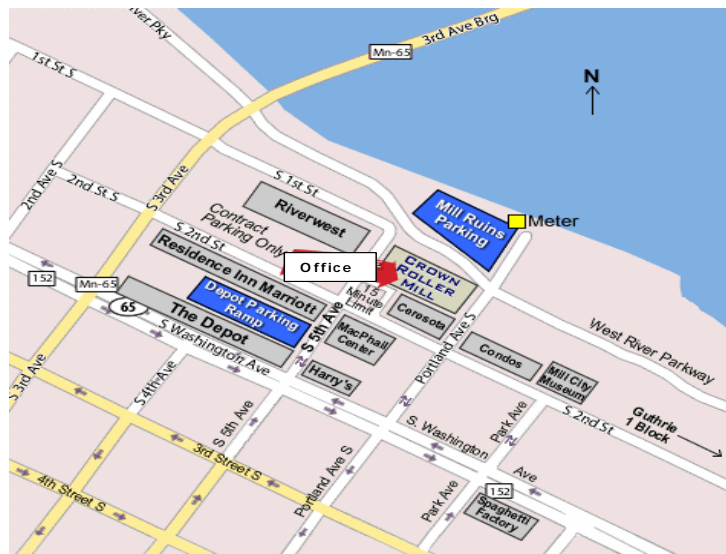 3rd Ave Brg
Mn-65
River Pky
1st St S
N
S 3rd Ave
2nd Ave S
2nd St S
S 1st St
Riverwest
Contract
Parking Only
Mill Ruins
Parking
Meter
S 2nd St
Office
CROWN
ROLLER
MILL
15
Minute
Limit
Residence Inn Marriott
Depot Parking
Ramp
The Depot
152
Mn-65
65
S Washington Ave
S 5th Ave
Ceresota
MacPhall
Center
Harry's
Portland Ave S
Condos
Mill City
Museum
West River Parkway
S 2nd St
Guthrie
1 Block
S 3rd Ave
S 4th Ave
S 5th Ave
Portland Ave S
S. Washington
Ave
Park Ave
152
Park Ave
Spaghetti
Factory
3rd Street S
4th Street S